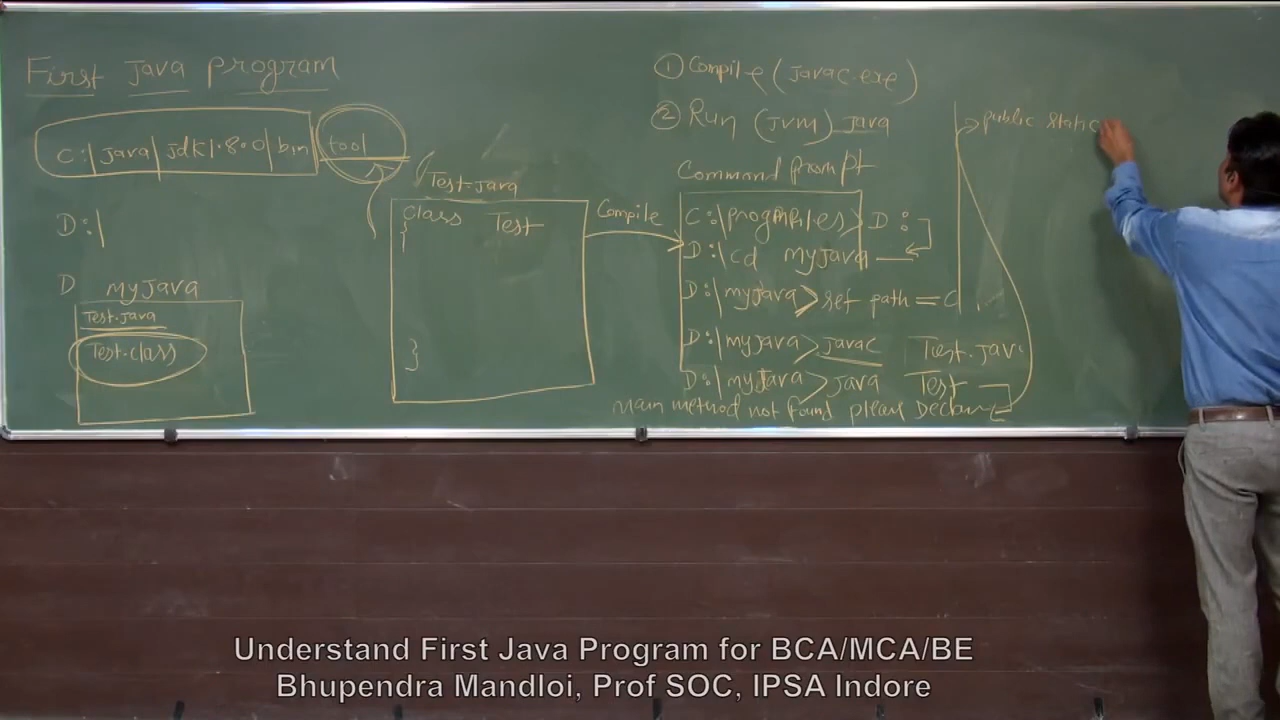 First Java program
C:\Java\jdk1.8.0\bin\tool
D:\
D myJava
Test.java
Test.class
Test.java
class Test
{
}
Compile
① Compile (javac.exe)
② Run (JVM) java
Command prompt
D:
D:\cd myjava
D:\myjava>set path = C
D:\myjava>javac Test.jav
D:\myJava>java Test
main method not found please Declare
public static
Understand First Java Program for BCA/MCA/BE
Bhupendra Mandloi, Prof SOC, IPSA Indore